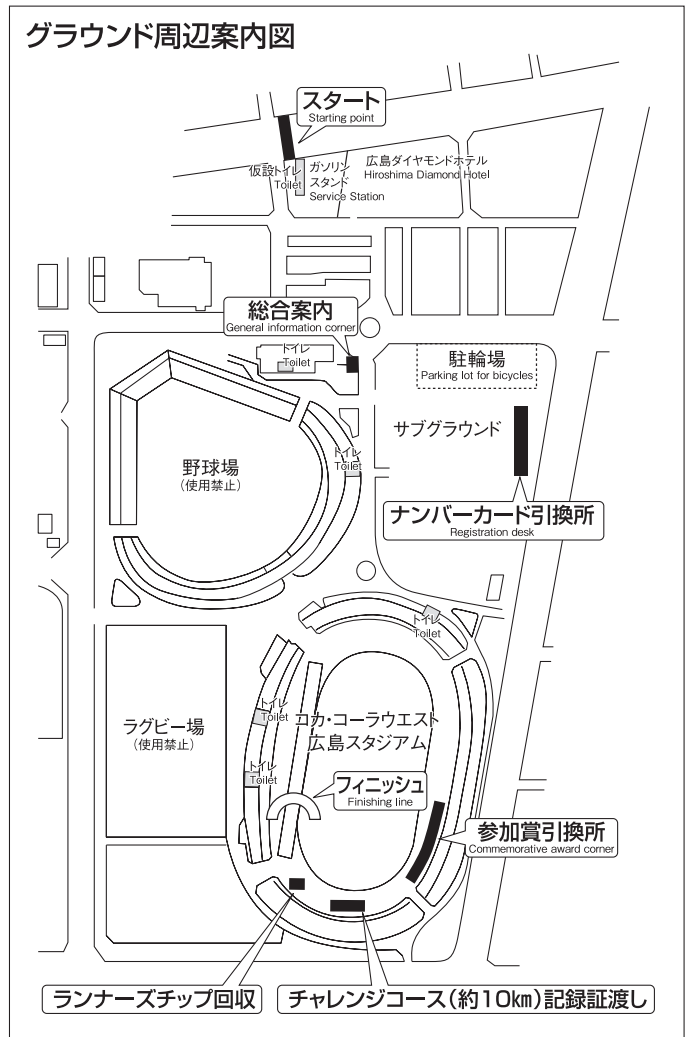 グラウンド周辺案内図
スタート
Starting point
仮設トイレ
Toilet
ガソリン
スタンド
Service Station
広島ダイヤモンドホテル
Hiroshima Diamond Hotel
総合案内
General information corner
トイレ
Toilet
駐輪場
Parking lot for bicycles
サブグラウンド
トイレ
Toilet
野球場
(使用禁止)
ナンバーカード引換所
Registration desk
トイレ
Toilet
トイレ
Toilet
コカ・コーラウエスト
広島スタジアム
ラグビー場
(使用禁止)
トイレ
Toilet
フィニッシュ
Finishing line
参加賞引換所
Commemorative award corner
ランナーズチップ回収
チャレンジコース(約10㎞)記録証渡し